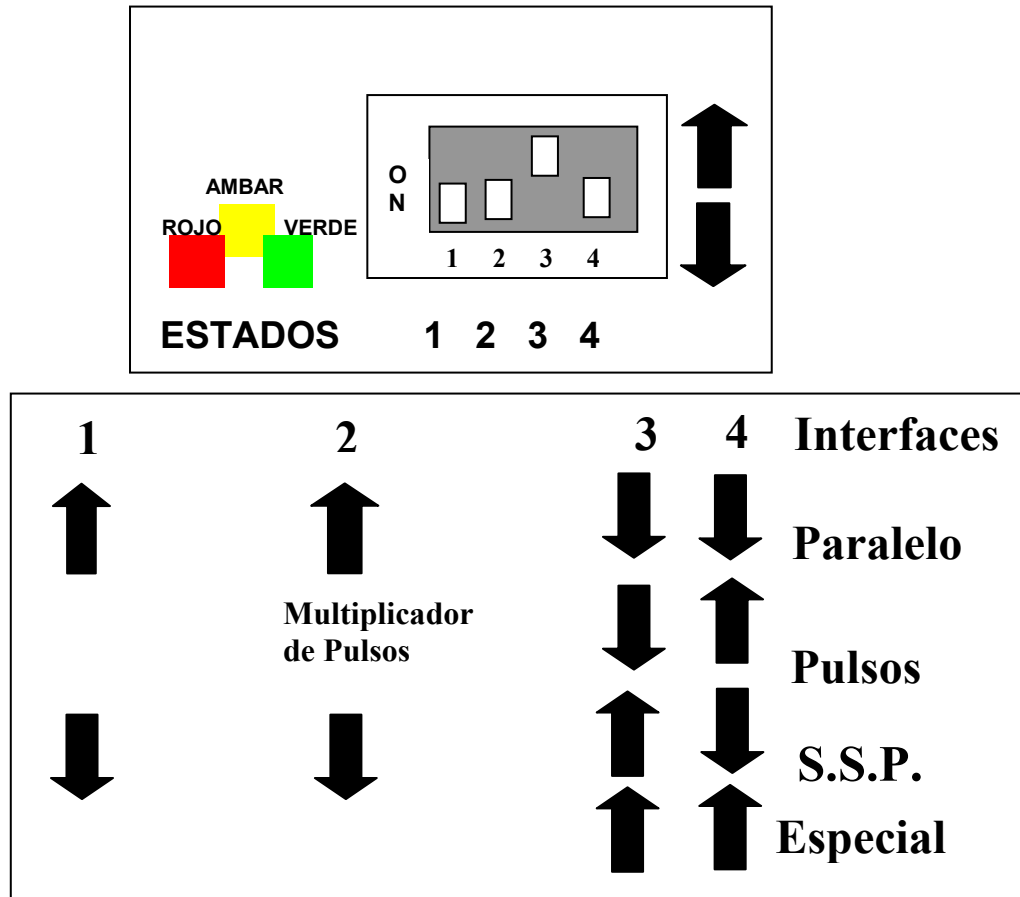 O
N
AMBAR
ROJO VERDE
1 2 3 4
ESTADOS 1 2 3 4
1 2 3 4 Interfaces
Paralelo
Multiplicador
de Pulsos
Pulsos
S.S.P.
Especial